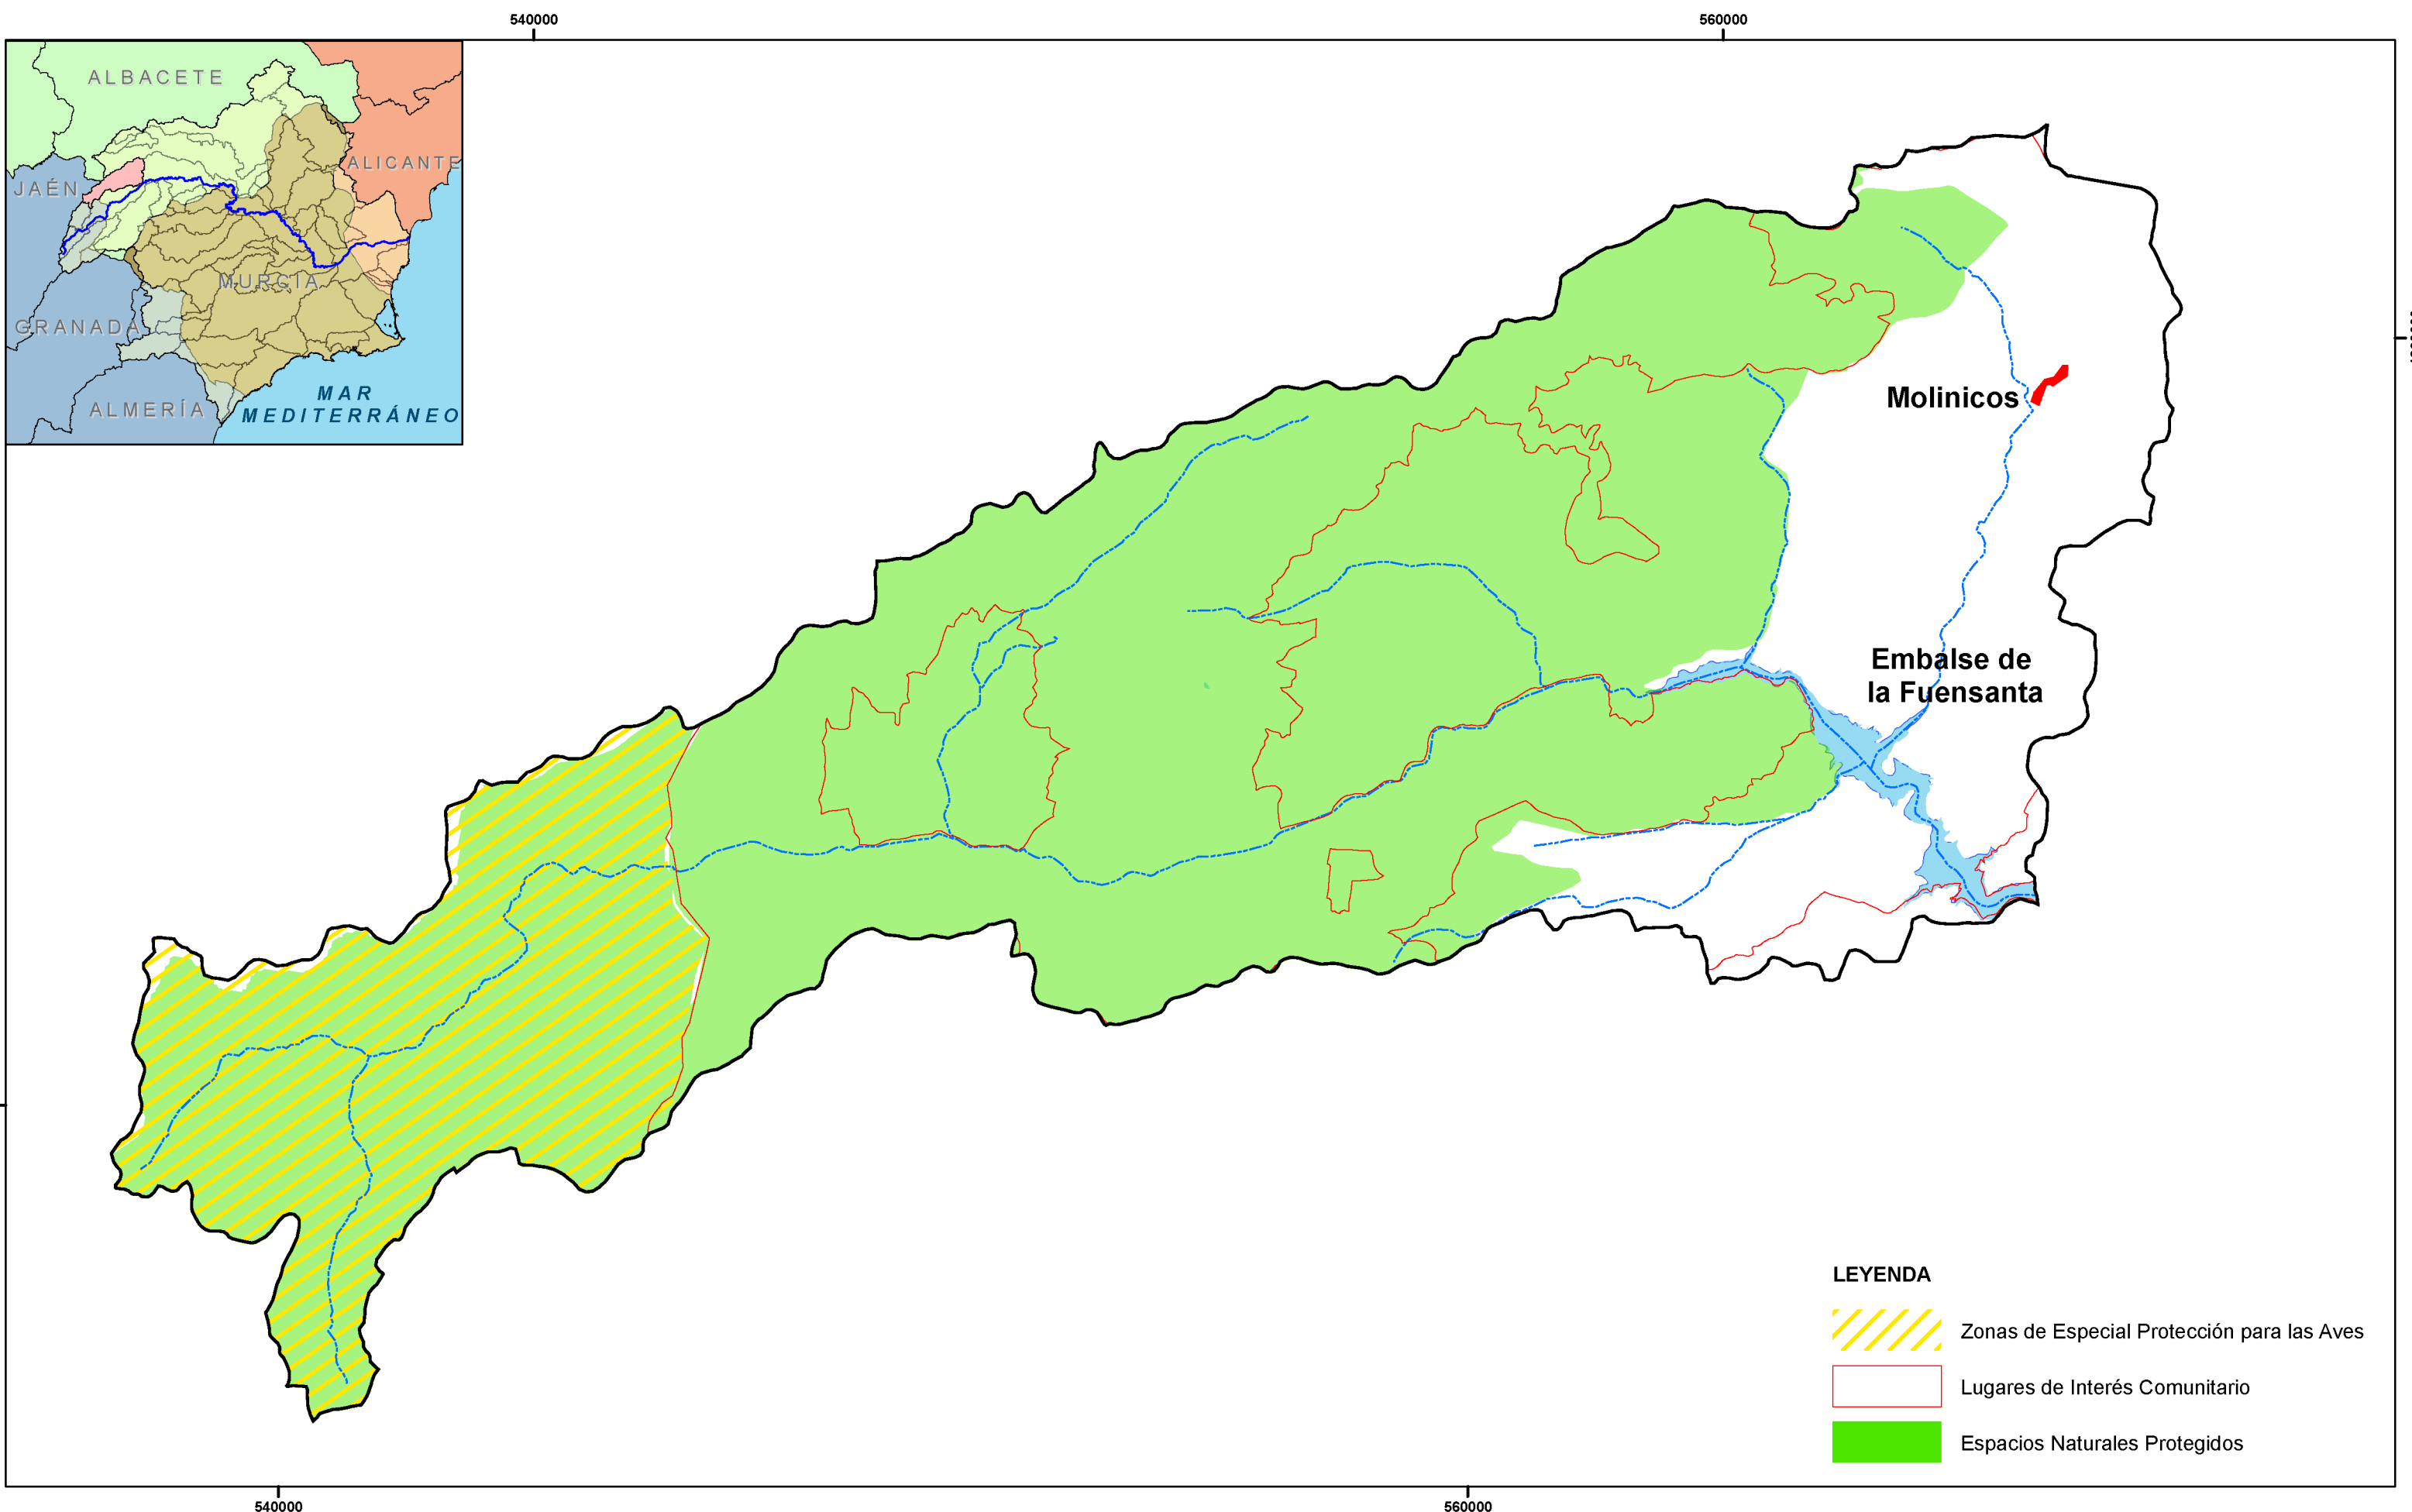 540000
560000
ALBACETE
ALICANTE
JAÉN
MURCIA
GRANADA
ALMERÍA
MAR
MEDITERRÁNEO
Molinicos
Embalse de
la Fuensanta
LEYENDA
Zonas de Especial Protección para las Aves
Lugares de Interés Comunitario
Espacios Naturales Protegidos
540000
560000